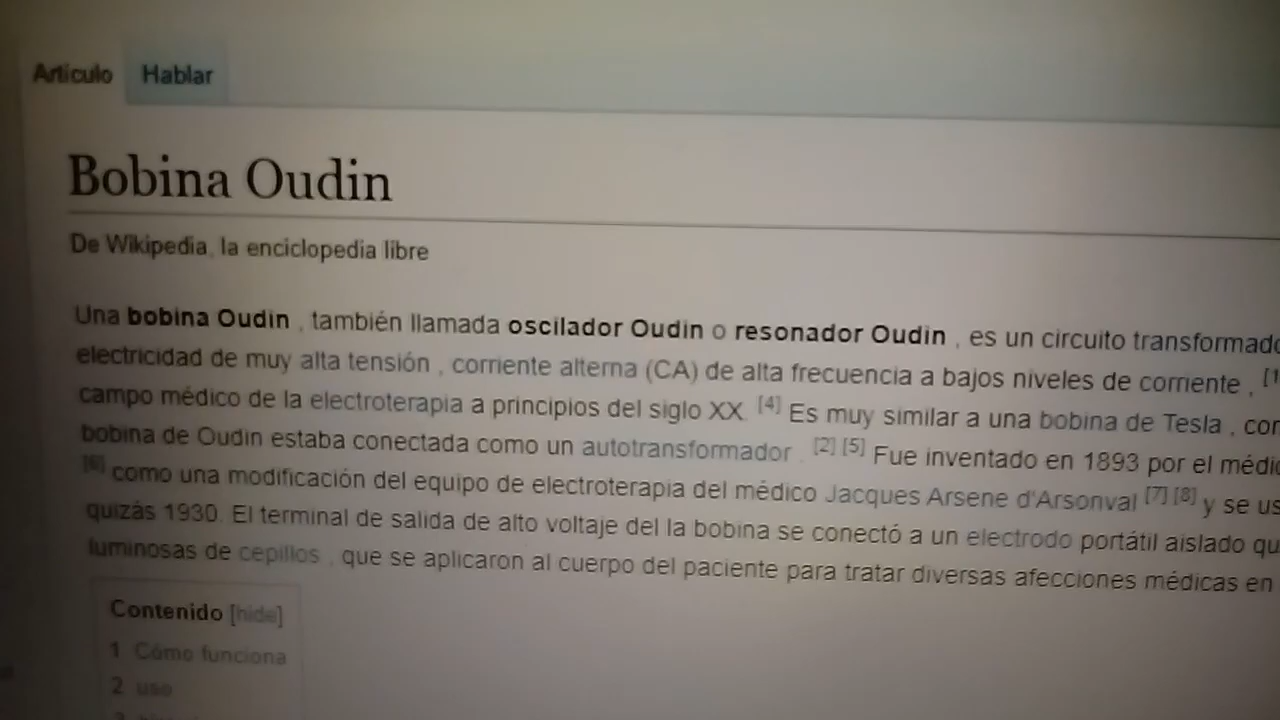 Artículo Hablar
Bobina Oudin
De Wikipedia, la enciclopedia libre
Una bobina Oudin , también llamada oscilador Oudin o resonador Oudin , es un circuito transformado
electricidad de muy alta tensión , corriente alterna (CA) de alta frecuencia a bajos niveles de corriente , [1
campo médico de la electroterapia a principios del siglo XX. [4] Es muy similar a una bobina de Tesla , con
bobina de Oudin estaba conectada como un autotransformador . [2] [5] Fue inventado en 1893 por el médic
[6] como una modificación del equipo de electroterapia del médico Jacques Arsene d'Arsonval [7] [8] y se us
quizás 1930. El terminal de salida de alto voltaje del la bobina se conectó a un electrodo portátil aislado qu
luminosas de cepillos , que se aplicaron al cuerpo del paciente para tratar diversas afecciones médicas en
Contenido [hide]
1 Cómo funciona
2 uso